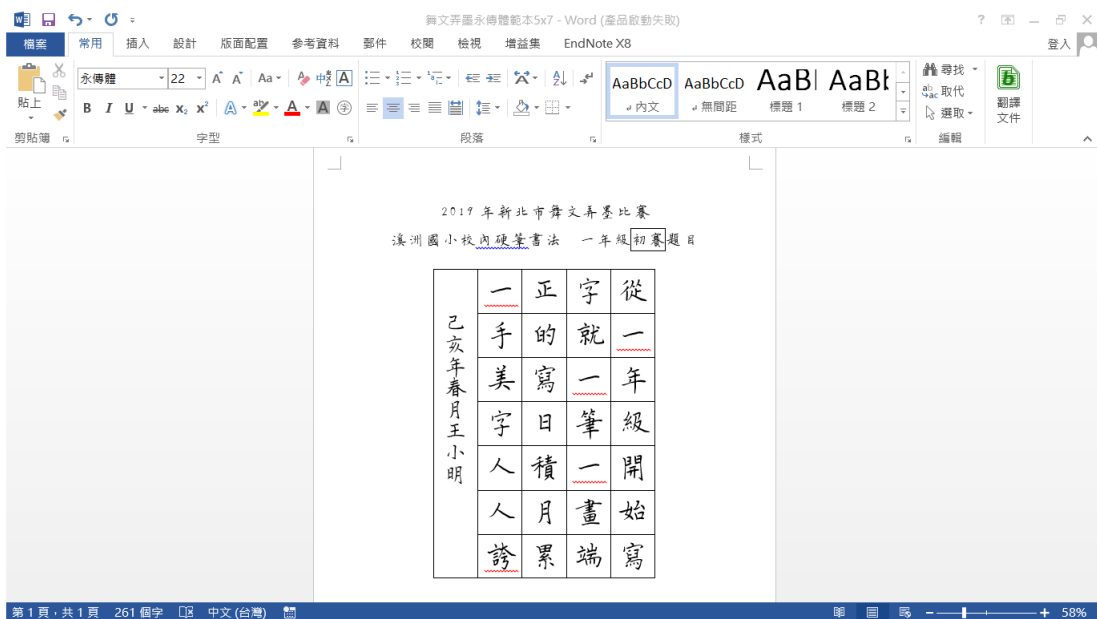 舞文弄墨永傳體範本5x7 - Word (產品啟動失敗)
檔案 常用 插入 設計 版面配置 參考資料 郵件 校閱 檢視 增益集 EndNote X8 登入
永傳體 22
貼上
剪貼簿 字型 段落 樣式 編輯
AaBbCcD AaBbCcD AaBl AaBb
內文 無間距 標題 1 標題 2
尋找
取代
選取
翻譯
文件
2019年新北市舞文弄墨比賽
溪洲國小校內硬筆書法 一年級初賽題目
從一年級開始寫
字就一筆一畫端
正的寫日積月累
一手美字人人誇
己亥年春月王小明
第 1 頁，共 1 頁 261 個字 中文 (台灣) 58%